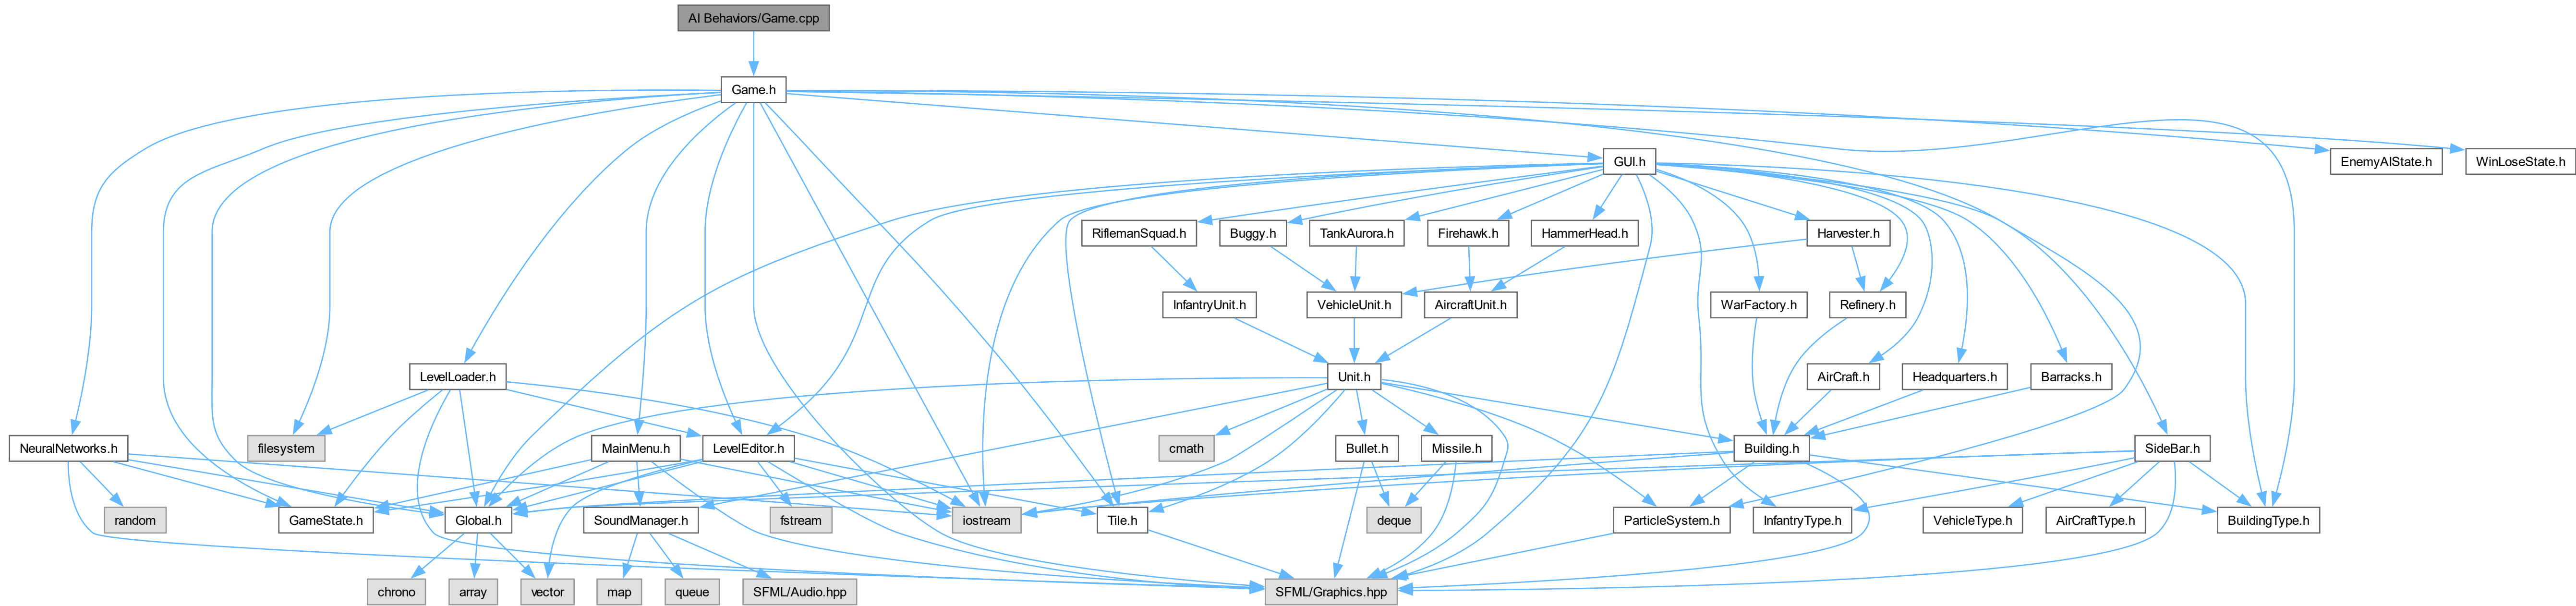 AI Behaviors/Game.cpp
Game.h
GUI.h
EnemyAIState.h
WinLoseState.h
RiflemanSquad.h
Buggy.h
TankAurora.h
Firehawk.h
HammerHead.h
Harvester.h
InfantryUnit.h
VehicleUnit.h
AircraftUnit.h
WarFactory.h
Refinery.h
LevelLoader.h
Unit.h
AirCraft.h
Headquarters.h
Barracks.h
NeuralNetworks.h
filesystem
MainMenu.h
LevelEditor.h
cmath
Bullet.h
Missile.h
Building.h
SideBar.h
random
GameState.h
Global.h
SoundManager.h
fstream
iostream
Tile.h
deque
ParticleSystem.h
InfantryType.h
VehicleType.h
AirCraftType.h
BuildingType.h
chrono
array
vector
map
queue
SFML/Audio.hpp
SFML/Graphics.hpp